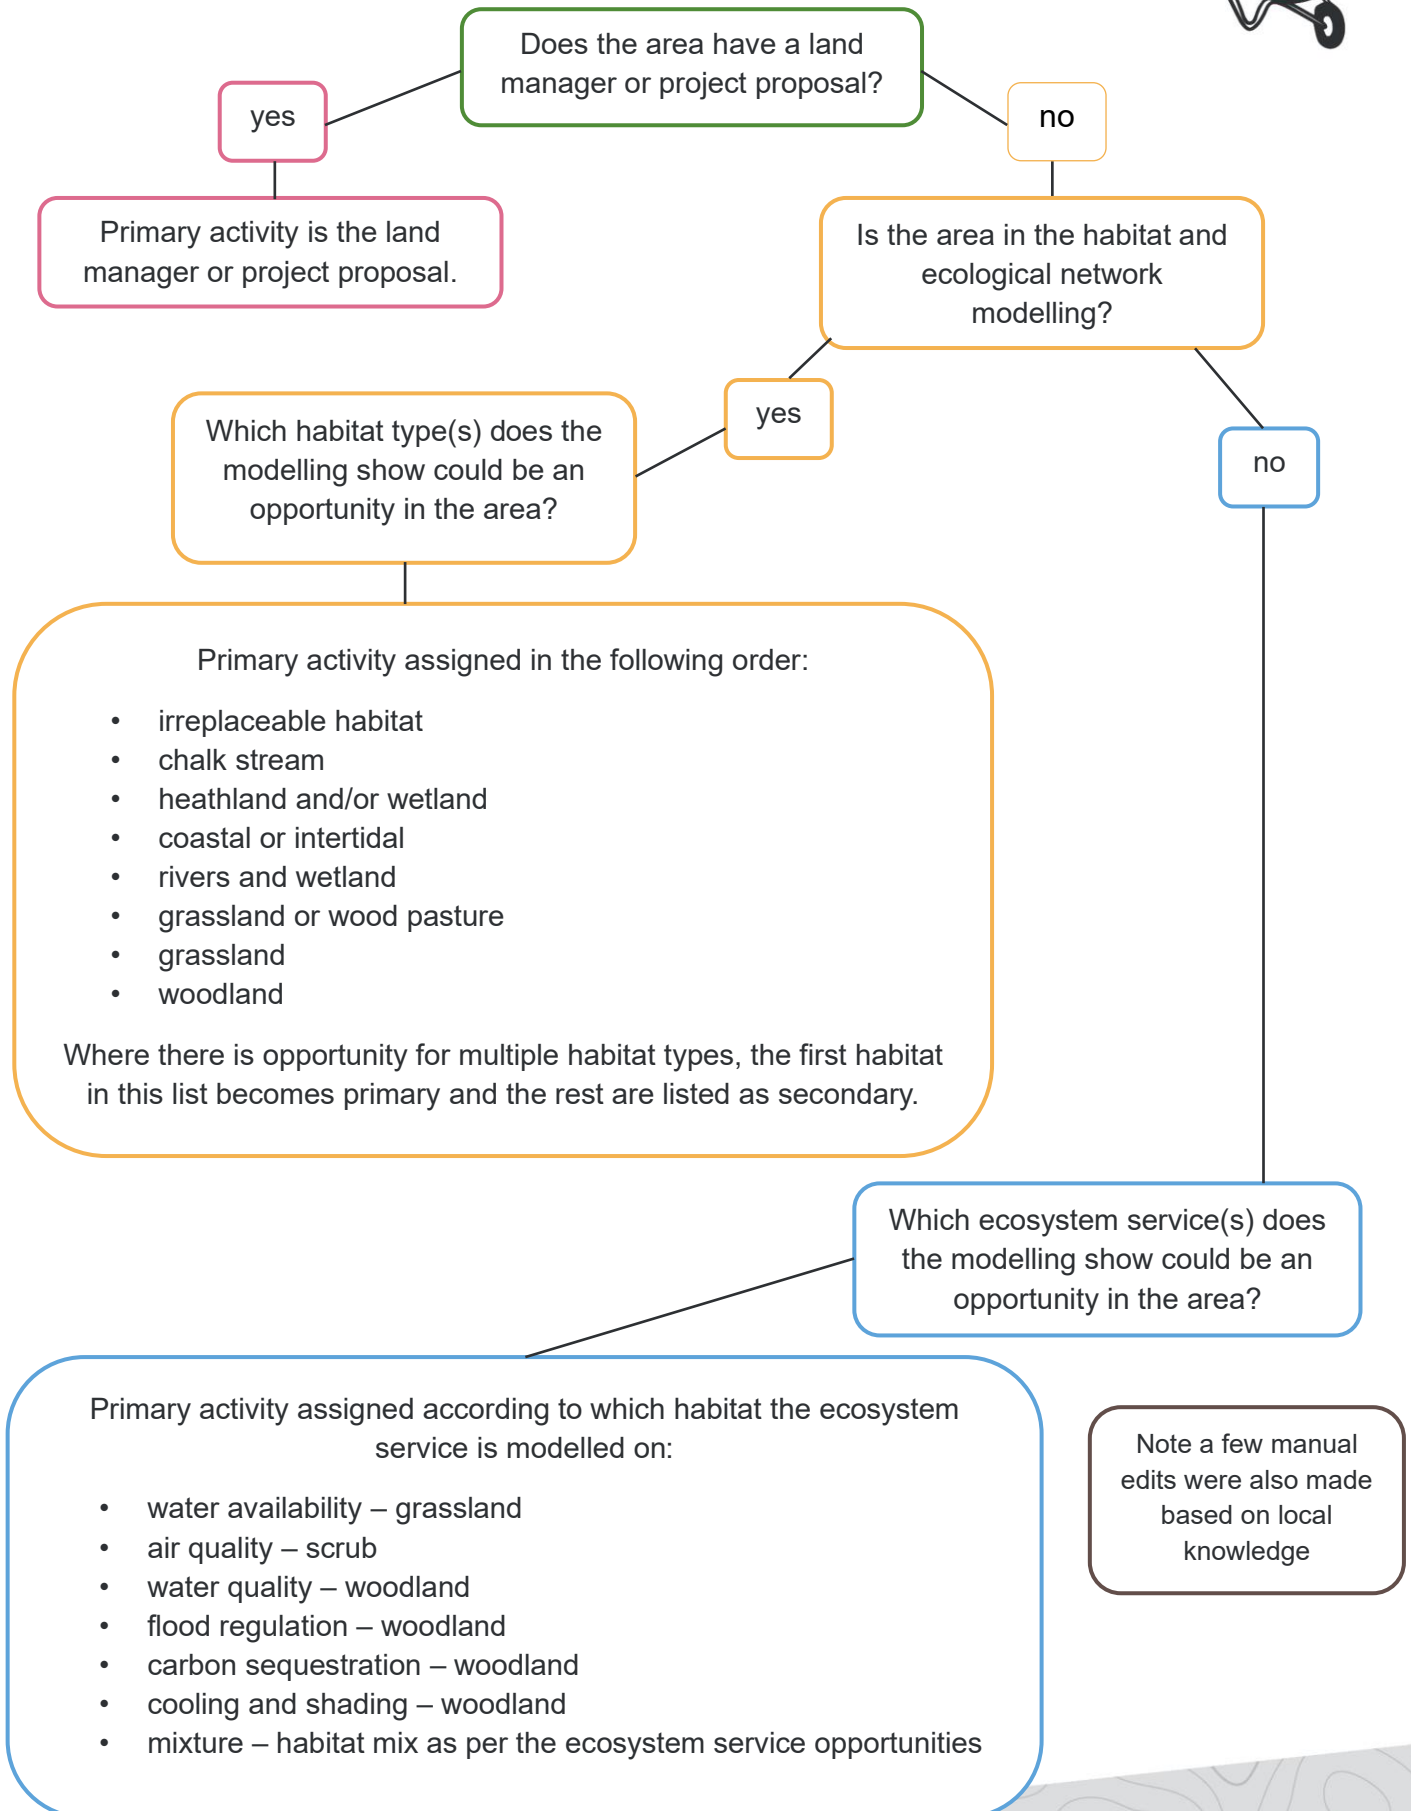 Does the area have a land
manager or project proposal?
yes
no
Primary activity is the land
manager or project proposal.
Is the area in the habitat and
ecological network
modelling?
yes
no
Which habitat type(s) does the
modelling show could be an
opportunity in the area?
Primary activity assigned in the following order:
• irreplaceable habitat
• chalk stream
• heathland and/or wetland
• coastal or intertidal
• rivers and wetland
• grassland or wood pasture
• grassland
• woodland
Where there is opportunity for multiple habitat types, the first habitat
in this list becomes primary and the rest are listed as secondary.
Which ecosystem service(s) does
the modelling show could be an
opportunity in the area?
Primary activity assigned according to which habitat the ecosystem
service is modelled on:
• water availability – grassland
• air quality – scrub
• water quality – woodland
• flood regulation – woodland
• carbon sequestration – woodland
• cooling and shading – woodland
• mixture – habitat mix as per the ecosystem service opportunities
Note a few manual
edits were also made
based on local
knowledge